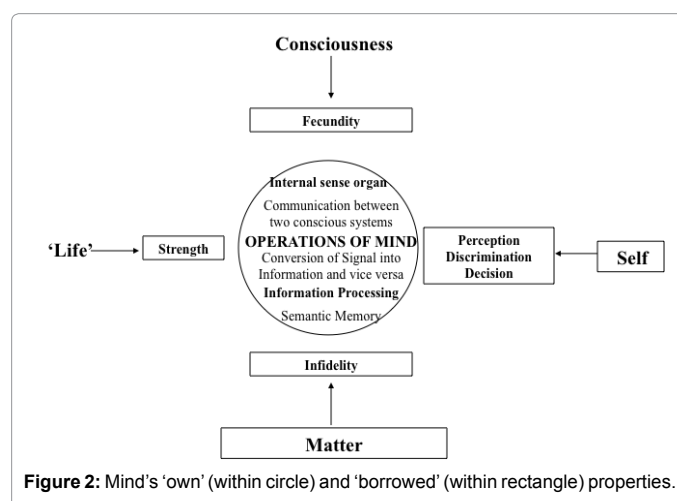 Consciousness
Fecundity
Internal sense organ
Communication between
two conscious systems
OPERATIONS OF MIND
Conversion of Signal into
Information and vice versa
Information Processing
Semantic Memory
‘Life’
Strength
Perception
Discrimination
Decision
Self
Infidelity
Matter
Figure 2: Mind’s ‘own’ (within circle) and ‘borrowed’ (within rectangle) properties.